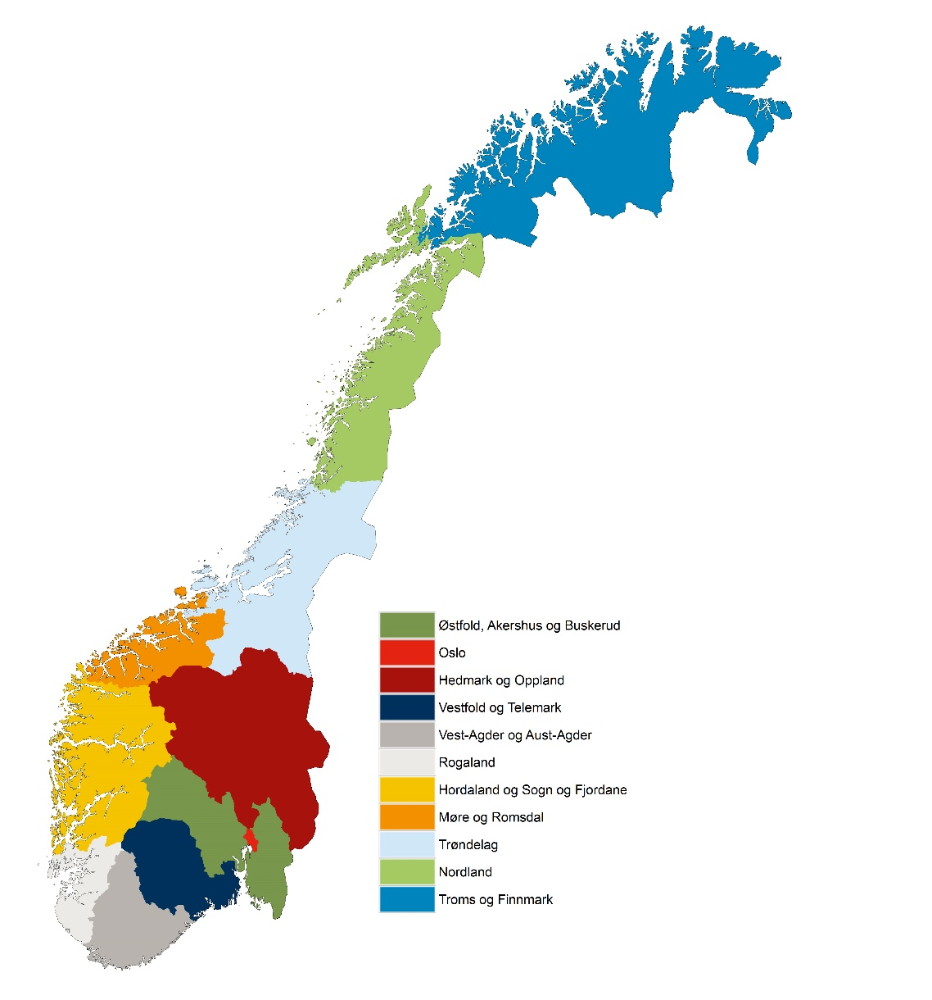 Østfold, Akershus og Buskerud
Oslo
Hedmark og Oppland
Vestfold og Telemark
Vest-Agder og Aust-Agder
Rogaland
Hordaland og Sogn og Fjordane
Møre og Romsdal
Trøndelag
Nordland
Troms og Finnmark